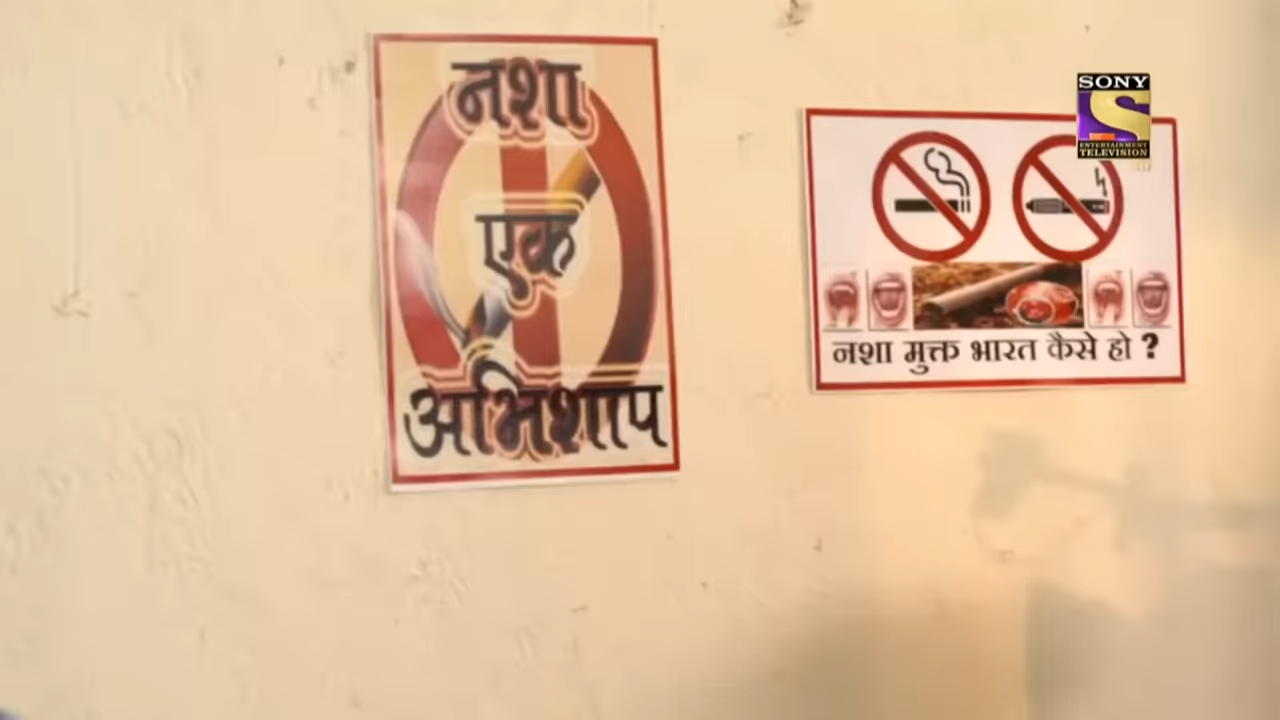 नशा
एक
अभिशाप
SONY
ENTERTAINMENT
TELEVISION
नशा मुक्त भारत कैसे हो ?